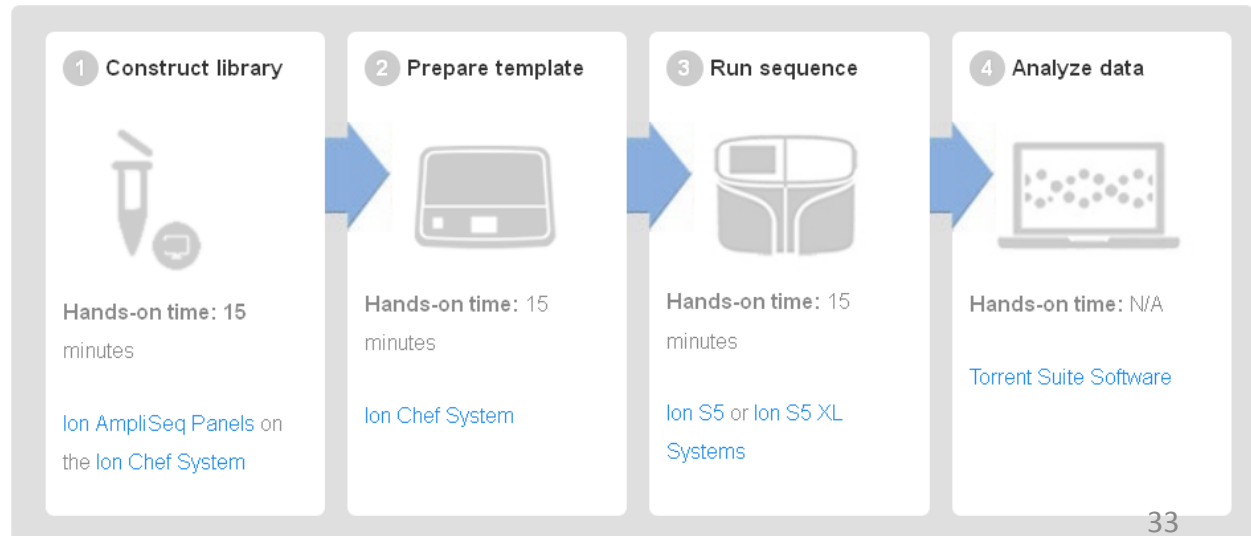 1 Construct library
Hands-on time: 15
minutes
Ion AmpliSeq Panels on
the Ion Chef System
2 Prepare template
Hands-on time: 15
minutes
Ion Chef System
3 Run sequence
Hands-on time: 15
minutes
Ion S5 or Ion S5 XL
Systems
4 Analyze data
Hands-on time: N/A
Torrent Suite Software
33